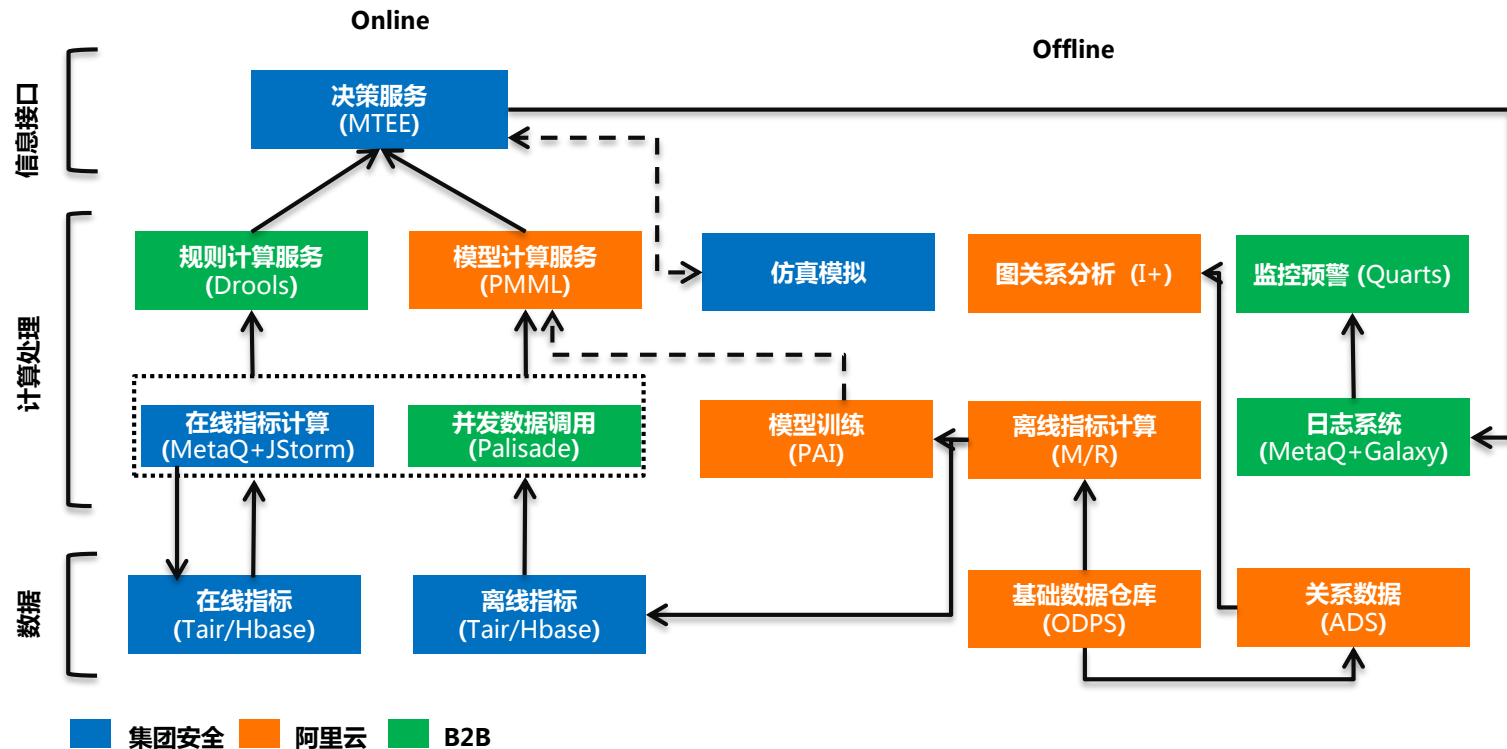 Online
Offline
信息接口
决策服务
(MTEE)
计算处理
规则计算服务
(Drools)
模型计算服务
(PMML)
仿真模拟
图关系分析 (I+)
监控预警 (Quarts)
在线指标计算
(MetaQ+JStorm)
并发数据调用
(Palisade)
模型训练
(PAI)
离线指标计算
(M/R)
日志系统
(MetaQ+Galaxy)
数据
在线指标
(Tair/Hbase)
离线指标
(Tair/Hbase)
基础数据仓库
(ODPS)
关系数据
(ADS)
集团安全
阿里云
B2B